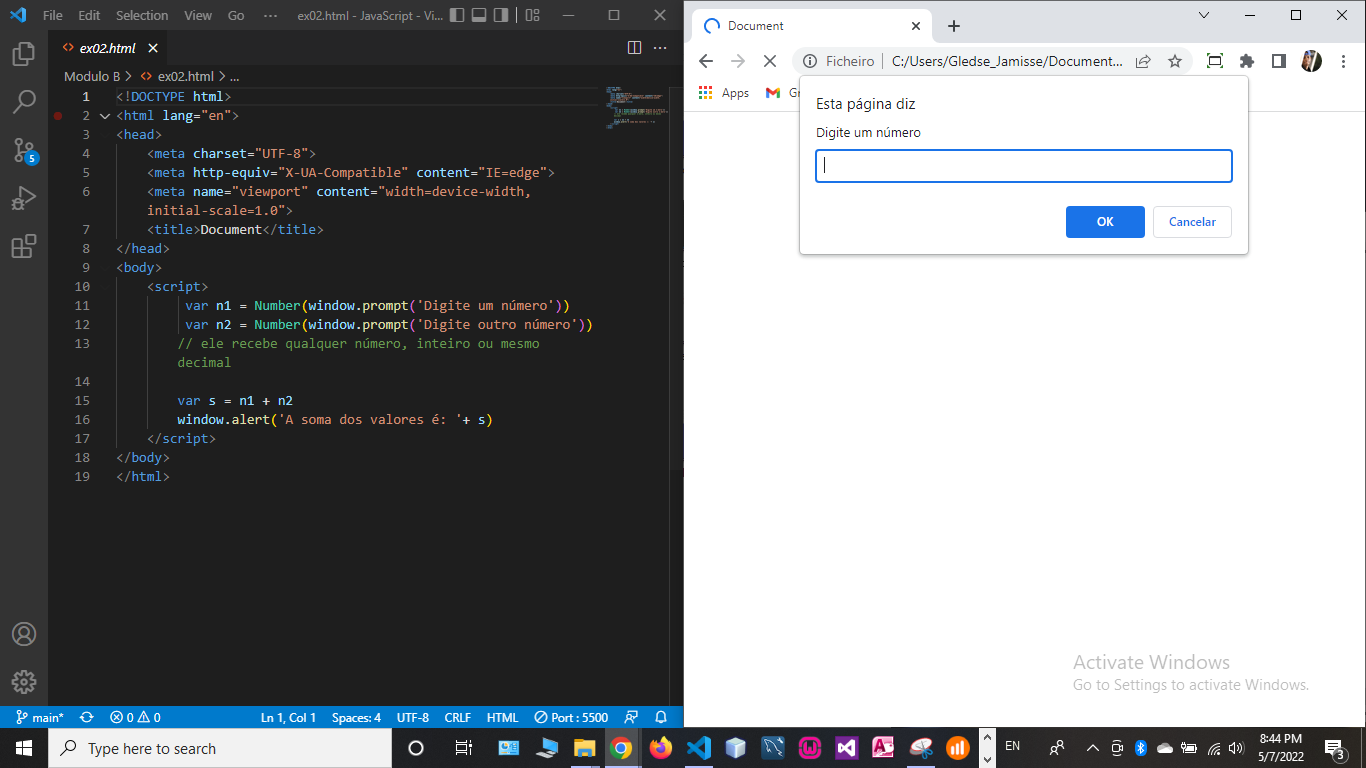 File Edit Selection View Go ··· ex02.html - JavaScript - Vi...
ex02.html
Modulo B > ex02.html > ...
1 <!DOCTYPE html>
2 <html lang="en">
3 <head>
4 <meta charset="UTF-8">
5 <meta http-equiv="X-UA-Compatible" content="IE=edge">
6 <meta name="viewport" content="width=device-width,
initial-scale=1.0">
7 <title>Document</title>
8 </head>
9 <body>
10 <script>
11 var n1 = Number(window.prompt('Digite um número'))
12 var n2 = Number(window.prompt('Digite outro número'))
13 // ele recebe qualquer número, inteiro ou mesmo
decimal
14
15 var s = n1 + n2
16 window.alert('A soma dos valores é: '+ s)
17 </script>
18 </body>
19 </html>
5
main* 0 0 Ln 1, Col 1 Spaces: 4 UTF-8 CRLF HTML Port : 5500
Document
Ficheiro C:/Users/Gledse_Jamisse/Document...
Apps
Esta página diz
Digite um número
OK Cancelar
Activate Windows
Go to Settings to activate Windows.
Type here to search
EN
8:44 PM
5/7/2022
3